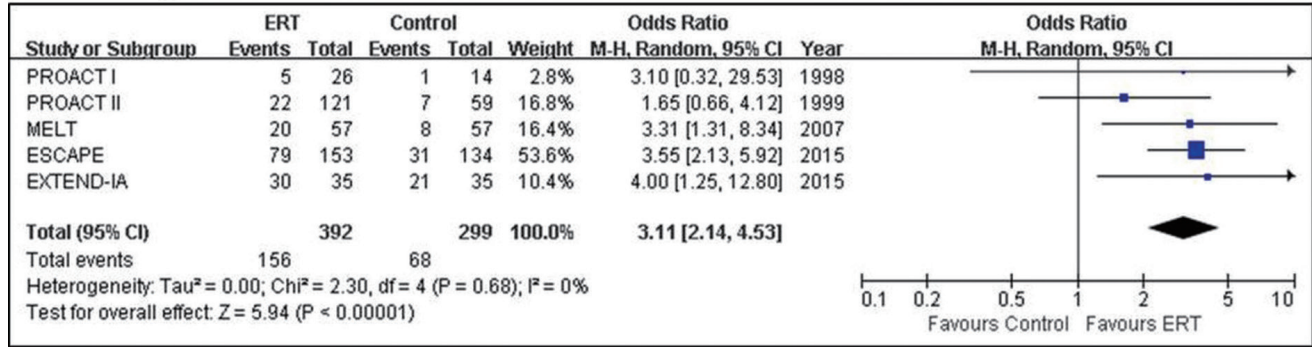 ERT Control Odds Ratio Odds Ratio
Study or Subgroup Events Total Events Total Weight M-H, Random, 95% CI Year M-H, Random, 95% CI
PROACT I 5 26 1 14 2.8% 3.10 [0.32, 29.53] 1998
PROACT II 22 121 7 59 16.8% 1.65 [0.66, 4.12] 1999
MELT 20 57 8 57 16.4% 3.31 [1.31, 8.34] 2007
ESCAPE 79 153 31 134 53.6% 3.55 [2.13, 5.92] 2015
EXTEND-IA 30 35 21 35 10.4% 4.00 [1.25, 12.80] 2015
Total (95% CI) 392 299 100.0% 3.11 [2.14, 4.53]
Total events 156 68
Heterogeneity: Tau² = 0.00; Chi² = 2.30, df = 4 (P = 0.68); I² = 0%
Test for overall effect: Z = 5.94 (P < 0.00001)
0.1 0.2 0.5 1 2 5 10
Favours Control Favours ERT